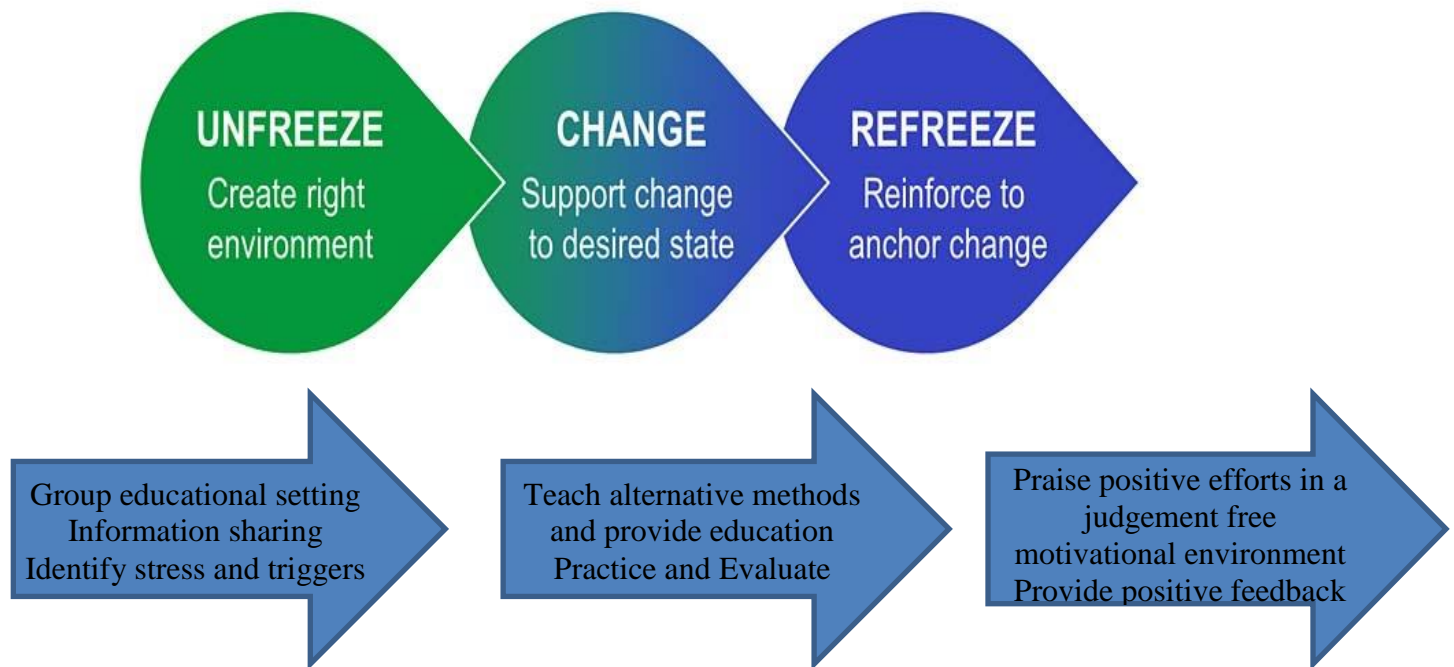 UNFREEZE
Create right
environment
CHANGE
Support change
to desired state
REFREEZE
Reinforce to
anchor change
Group educational setting
Information sharing
Identify stress and triggers
Teach alternative methods
and provide education
Practice and Evaluate
Praise positive efforts in a
judgement free
motivational environment
Provide positive feedback